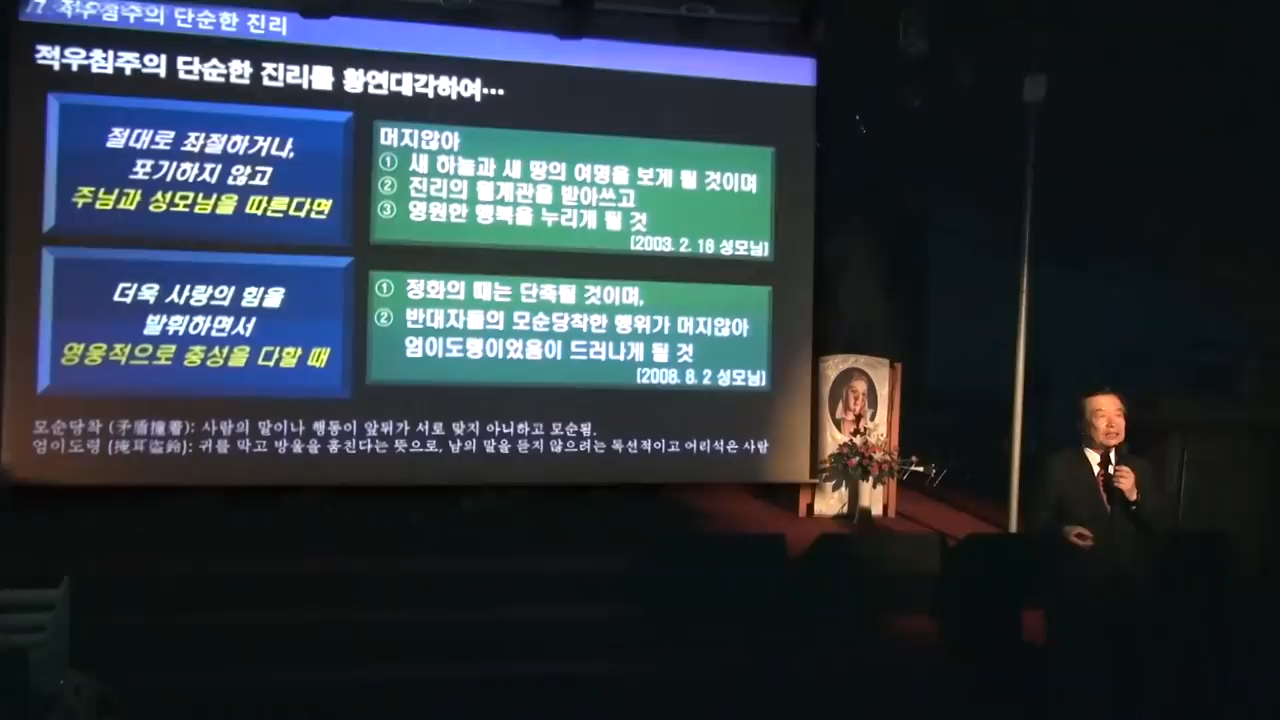 적우침주의 단순한 진리
적우침주의 단순한 진리를 황연대각하여…
절대로 좌절하거나,
포기하지 않고
주님과 성모님을 따른다면
머지않아
① 새 하늘과 새 땅의 여명을 보게 될 것이며
② 진리의 월계관을 받아쓰고
③ 영원한 행복을 누리게 될 것
(2003. 2. 16 성모님)
더욱 사랑의 힘을
발휘하면서
영웅적으로 충성을 다할 때
① 정화의 때는 단축될 것이며,
② 반대자들의 모순당착한 행위가 머지않아
엄이도령이었음이 드러나게 될 것
(2008. 8. 2 성모님)
모순당착 (矛盾撞着): 사람의 말이나 행동이 앞뒤가 서로 맞지 아니하고 모순됨.
엄이도령 (掩耳盜鈴): 귀를 막고 방울을 훔친다는 뜻으로, 남의 말을 듣지 않으려는 독선적이고 어리석은 사람